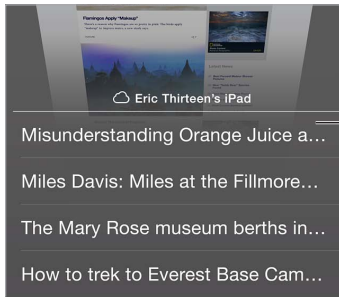 Flamingos Apply "Makeup"
Eric Thirteen's iPad
Misunderstanding Orange Juice a...
Miles Davis: Miles at the Fillmore...
The Mary Rose museum berths in...
How to trek to Everest Base Cam...